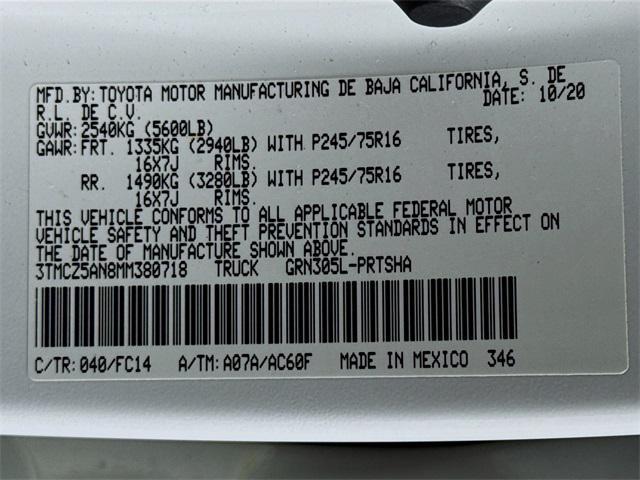 MFD.BY: TOYOTA MOTOR MANUFACTURING DE BAJA CALIFORNIA, S. DE
R.L. DE C.V. DATE: 10/20
GVWR: 2540KG (5600LB)
GAWR: FRT. 1335KG (2940LB) WITH P245/75R16 TIRES,
16X7J RIMS.
RR. 1490KG (3280LB) WITH P245/75R16 TIRES,
16X7J RIMS.
THIS VEHICLE CONFORMS TO ALL APPLICABLE FEDERAL MOTOR
VEHICLE SAFETY AND THEFT PREVENTION STANDARDS IN EFFECT ON
THE DATE OF MANUFACTURE SHOWN ABOVE.
3TMCZ5AN8MM380718 TRUCK GRN305L-PRTSHA
C/TR: 040/FC14 A/TM: A07A/AC60F MADE IN MEXICO 346